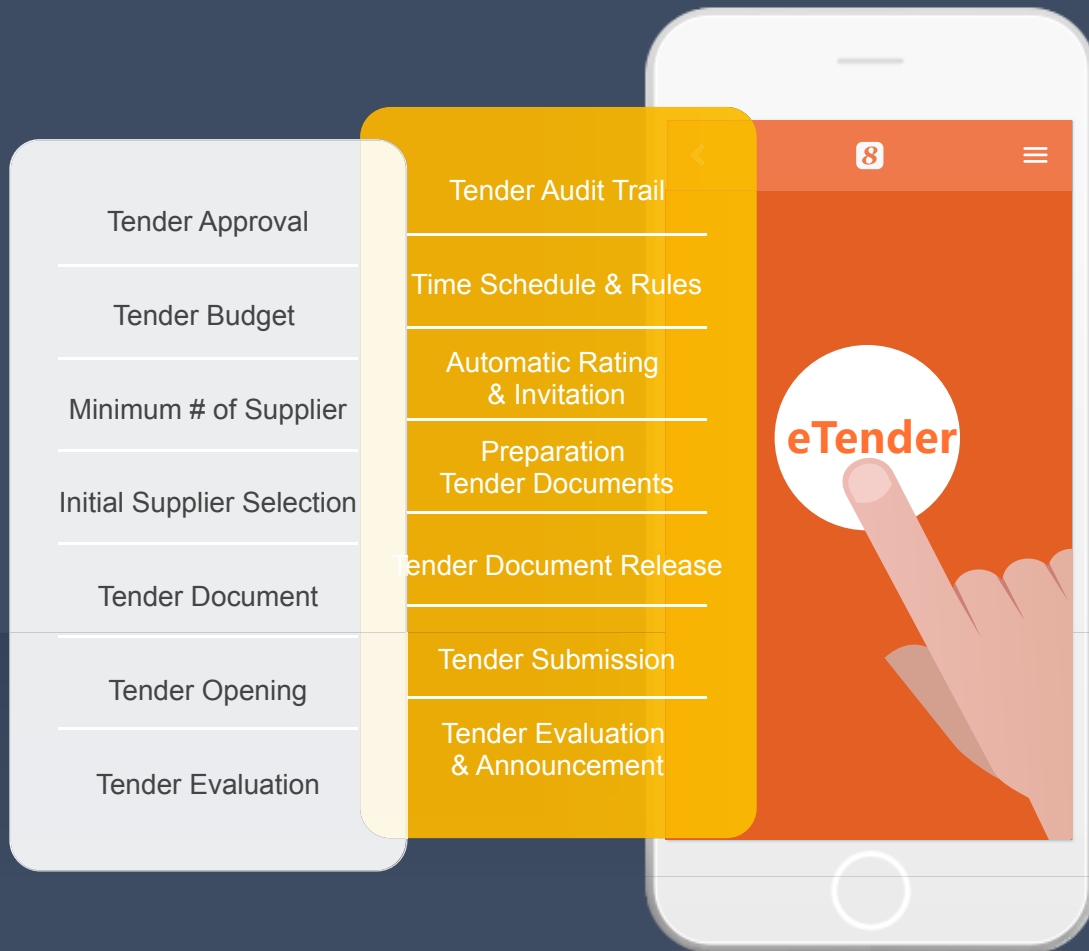 Tender Approval
Tender Budget
Minimum # of Supplier
Initial Supplier Selection
Tender Document
Tender Opening
Tender Evaluation
Tender Audit Trail
Time Schedule & Rules
Automatic Rating
& Invitation
Preparation
Tender Documents
Tender Document Release
Tender Submission
Tender Evaluation
& Announcement
8
eTender